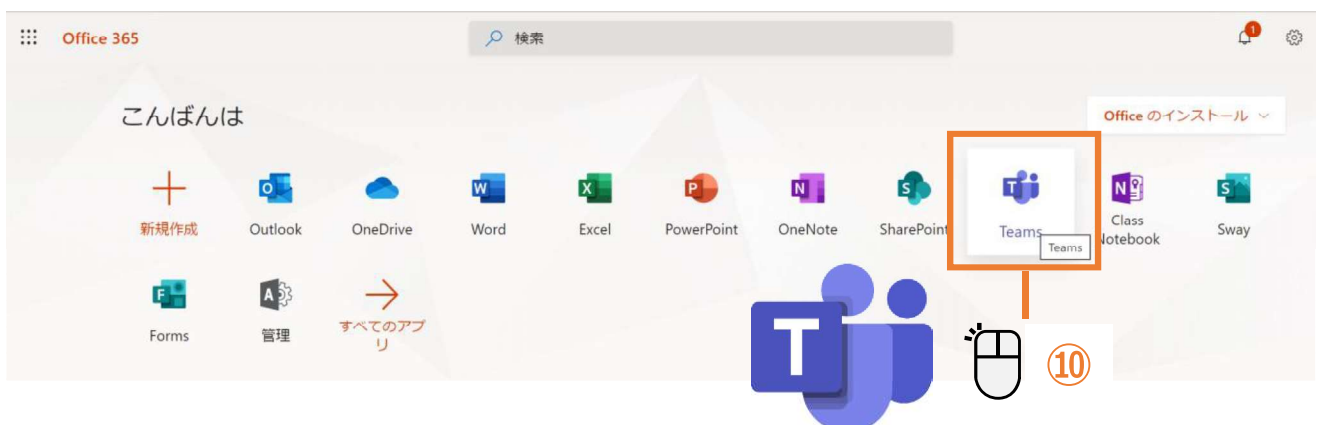 Office 365
検索
1
こんばんは
Office のインストール
新規作成
Outlook
OneDrive
Word
Excel
PowerPoint
OneNote
SharePoint
Teams
Teams
Class
Notebook
Sway
Forms
管理
すべてのアプ
リ
T
⑩